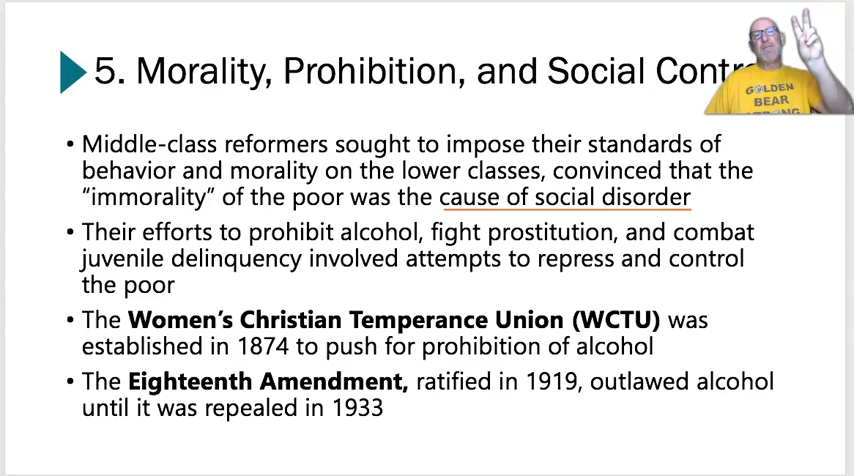 5. Morality, Prohibition, and Social Contr
GOLDEN
BEAR
STRONG
• Middle-class reformers sought to impose their standards of
behavior and morality on the lower classes, convinced that the
“immorality” of the poor was the cause of social disorder
• Their efforts to prohibit alcohol, fight prostitution, and combat
juvenile delinquency involved attempts to repress and control
the poor
• The Women’s Christian Temperance Union (WCTU) was
established in 1874 to push for prohibition of alcohol
• The Eighteenth Amendment, ratified in 1919, outlawed alcohol
until it was repealed in 1933